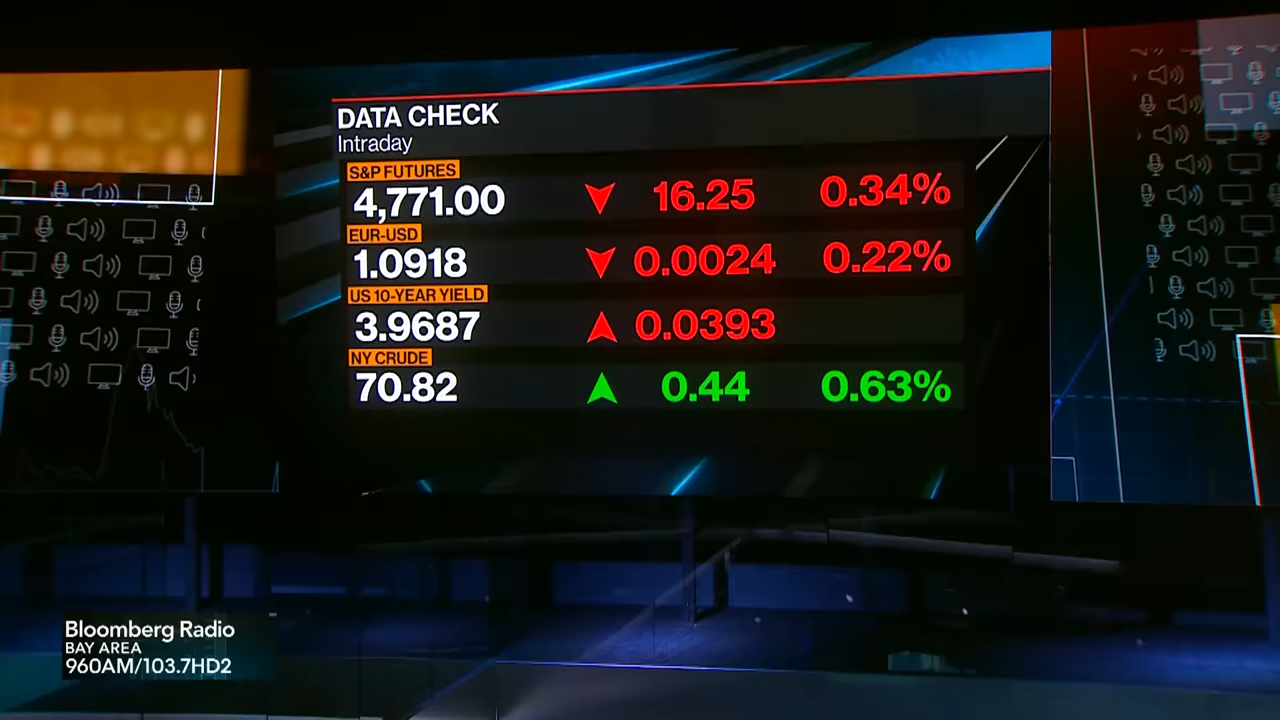 DATA CHECK
Intraday
S&P FUTURES
4,771.00 ▼ 16.25 0.34%
EUR-USD
1.0918 ▼ 0.0024 0.22%
US 10-YEAR YIELD
3.9687 ▲ 0.0393
NY CRUDE
70.82 ▲ 0.44 0.63%
Bloomberg Radio
BAY AREA
960AM/103.7HD2